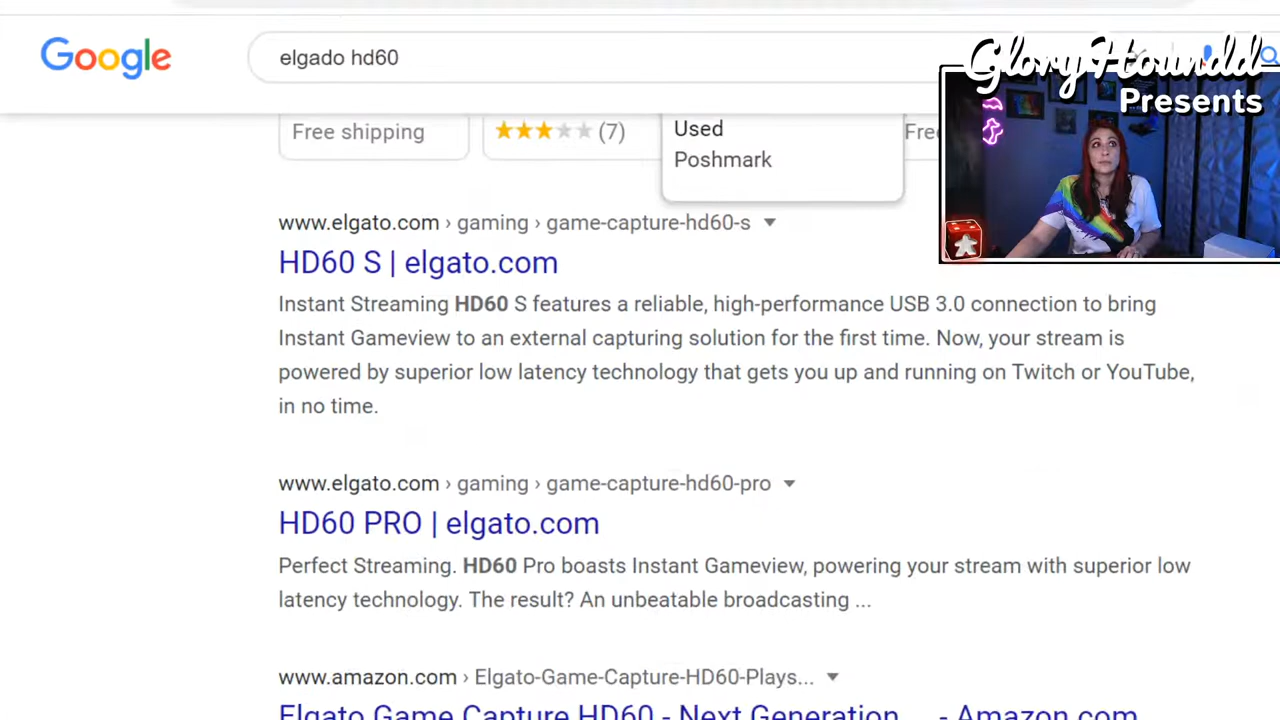 Google
elgado hd60
GloryHoundd
Presents
Free shipping
(7)
Used
Poshmark
Free
www.elgato.com › gaming › game-capture-hd60-s
HD60 S | elgato.com
Instant Streaming HD60 S features a reliable, high-performance USB 3.0 connection to bring
Instant Gameview to an external capturing solution for the first time. Now, your stream is
powered by superior low latency technology that gets you up and running on Twitch or YouTube,
in no time.
www.elgato.com › gaming › game-capture-hd60-pro
HD60 PRO | elgato.com
Perfect Streaming. HD60 Pro boasts Instant Gameview, powering your stream with superior low
latency technology. The result? An unbeatable broadcasting ...
www.amazon.com › Elgato-Game-Capture-HD60-Plays...
Elgato Game Capture HD60 - Next Generation ... - Amazon.com